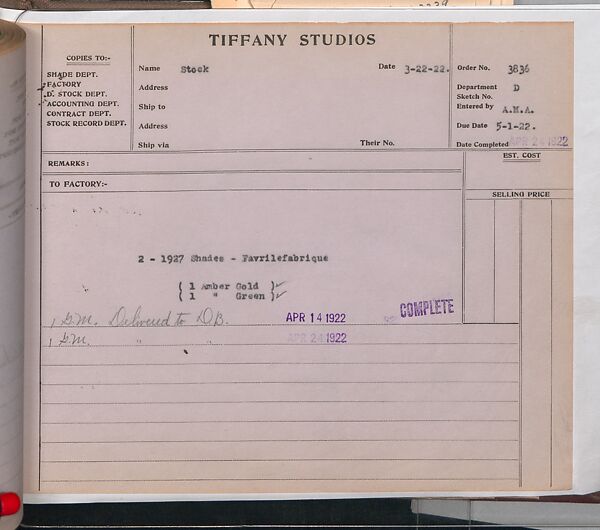 TIFFANY STUDIOS
COPIES TO:-
SHADE DEPT.
FACTORY
D. STOCK DEPT.
ACCOUNTING DEPT.
CONTRACT DEPT.
STOCK RECORD DEPT.
Name Stock Date 3-22-22.
Address
Ship to
Address
Ship via Their No.
Order No. 3836
Department D
Sketch No.
Entered by A.M.A.
Due Date 5-1-22.
Date Completed APR 24 1922
REMARKS:
EST. COST
TO FACTORY:-
SELLING PRICE
2 - 1927 Shades - Favrilefabrique
{ 1 Amber Gold }✓
{ 1 " Green }✓
1 G.M. Delivered to D.B. APR 14 1922 COMPLETE
1 G.M. " " APR 24 1922